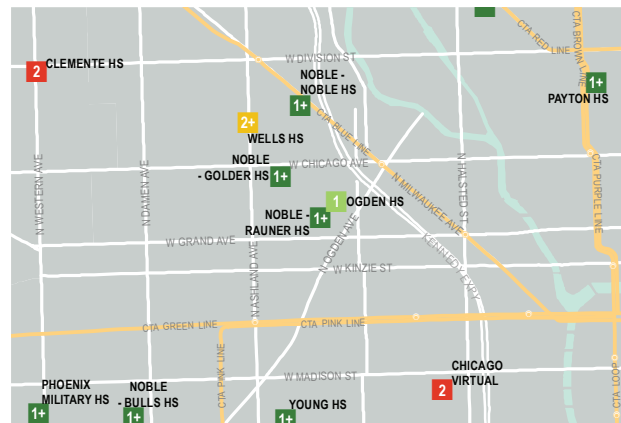 CTA RED LINE
CTA BROWN LINE
W DIVISION ST
2
CLEMENTE HS
NOBLE -
NOBLE HS
1+
1+
PAYTON HS
2+
WELLS HS
CTA BLUE LINE
NOBLE
- GOLDER HS
1+
W CHICAGO AVE
N WESTERN AVE
N DAMEN AVE
N HALSTED ST
CTA PURPLE LINE
N MILWAUKEE AVE
1
OGDEN HS
NOBLE -
RAUNER HS
1+
W GRAND AVE
N OGDEN AVE
N ASHLAND AVE
W KINZIE ST
KENNEDY EXPY
CTA GREEN LINE
CTA PINK LINE
CTA PINK LINE
W MADISON ST
CHICAGO
VIRTUAL
2
CTA LOOP
PHOENIX
MILITARY HS
1+
NOBLE
- BULLS HS
1+
YOUNG HS
1+